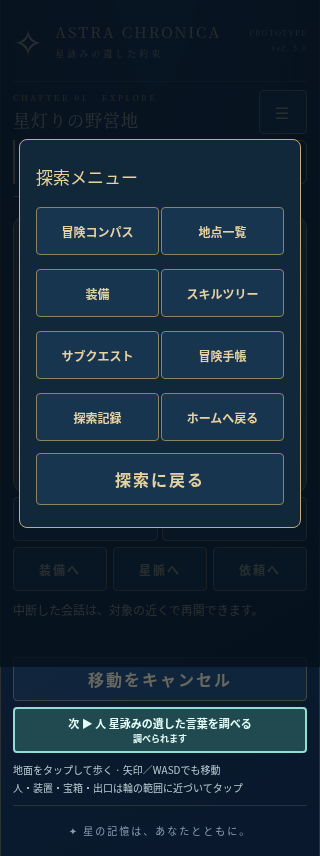 ASTRA CHRONICA
星詠みの遺した約束
PROTOTYPE
CHAPTER 01 EXPLORE
星灯りの野営地
☰
探索メニュー
冒険コンパス
地点一覧
装備
スキルツリー
サブクエスト
冒険手帳
探索記録
ホームへ戻る
探索に戻る
装備へ
星脈へ
依頼へ
中断した会話は、対象の近くで再開できます。
移動をキャンセル
次 ▶ 人 星詠みの遺した言葉を調べる
調べられます
地面をタップして歩く · 矢印／WASDでも移動
人・装置・宝箱・出口は輪の範囲に近づいてタップ
✦ 星の記憶は、あなたとともに。